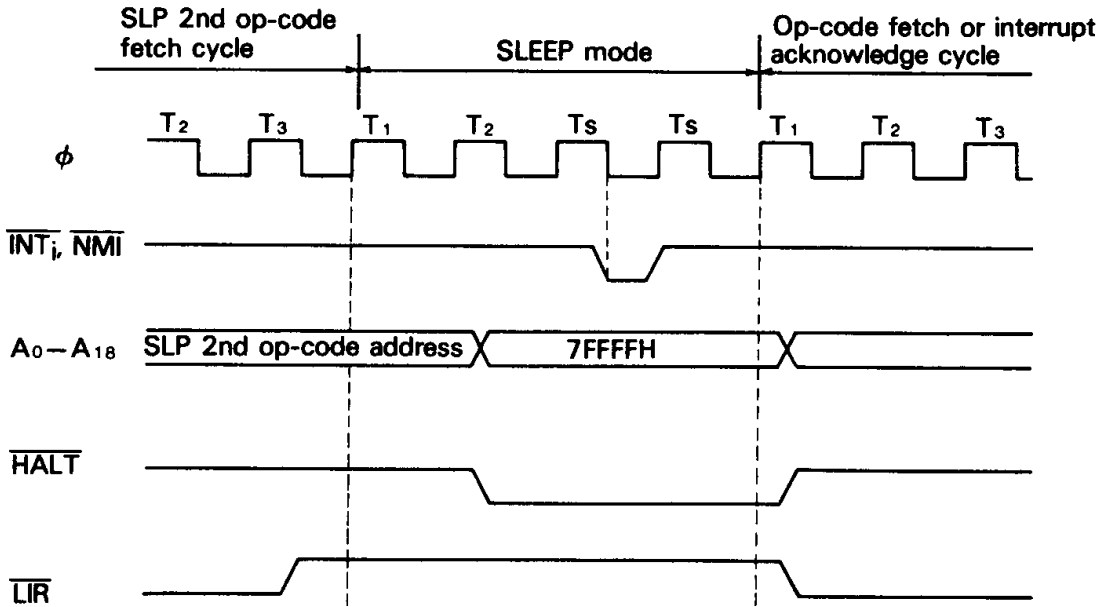 SLP 2nd op-code
fetch cycle
SLEEP mode
Op-code fetch or interrupt
acknowledge cycle
T2 T3 T1 T2 Ts Ts T1 T2 T3
φ
INTi, NMI
A0–A18 SLP 2nd op-code address 7FFFFH
HALT
LIR